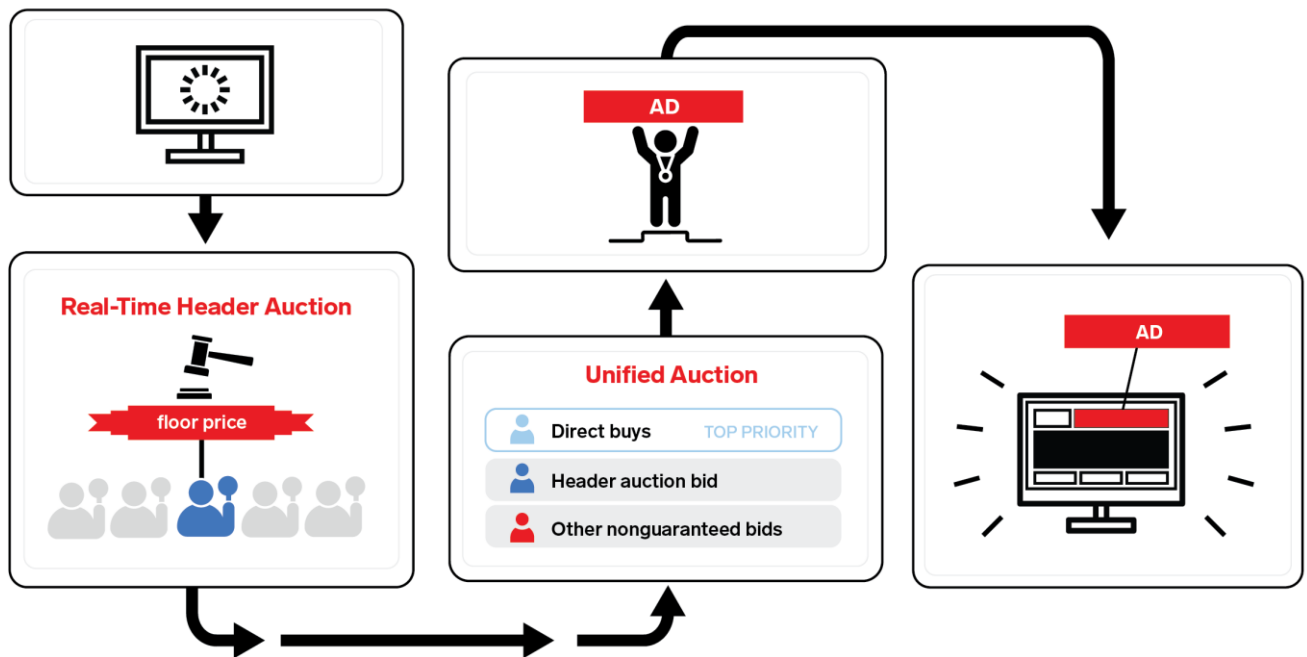 Real-Time Header Auction
floor price
Unified Auction
Direct buys TOP PRIORITY
Header auction bid
Other nonguaranteed bids
AD
AD